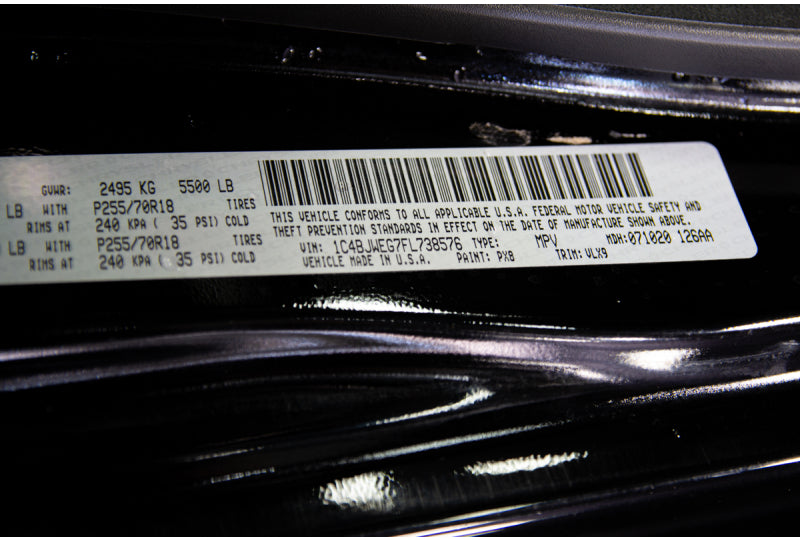 GVWR: 2495 KG 5500 LB
LB WITH P255/70R18 TIRES
RIMS AT 240 KPA ( 35 PSI) COLD
LB WITH P255/70R18 TIRES
RIMS AT 240 KPA ( 35 PSI) COLD
THIS VEHICLE CONFORMS TO ALL APPLICABLE U.S.A. FEDERAL MOTOR VEHICLE SAFETY AND
THEFT PREVENTION STANDARDS IN EFFECT ON THE DATE OF MANUFACTURE SHOWN ABOVE.
VIN: 1C4BJWEG7FL738576 TYPE: MPV MDH:071020 126AA
VEHICLE MADE IN U.S.A. PAINT: PX8 TRIM: VLX9